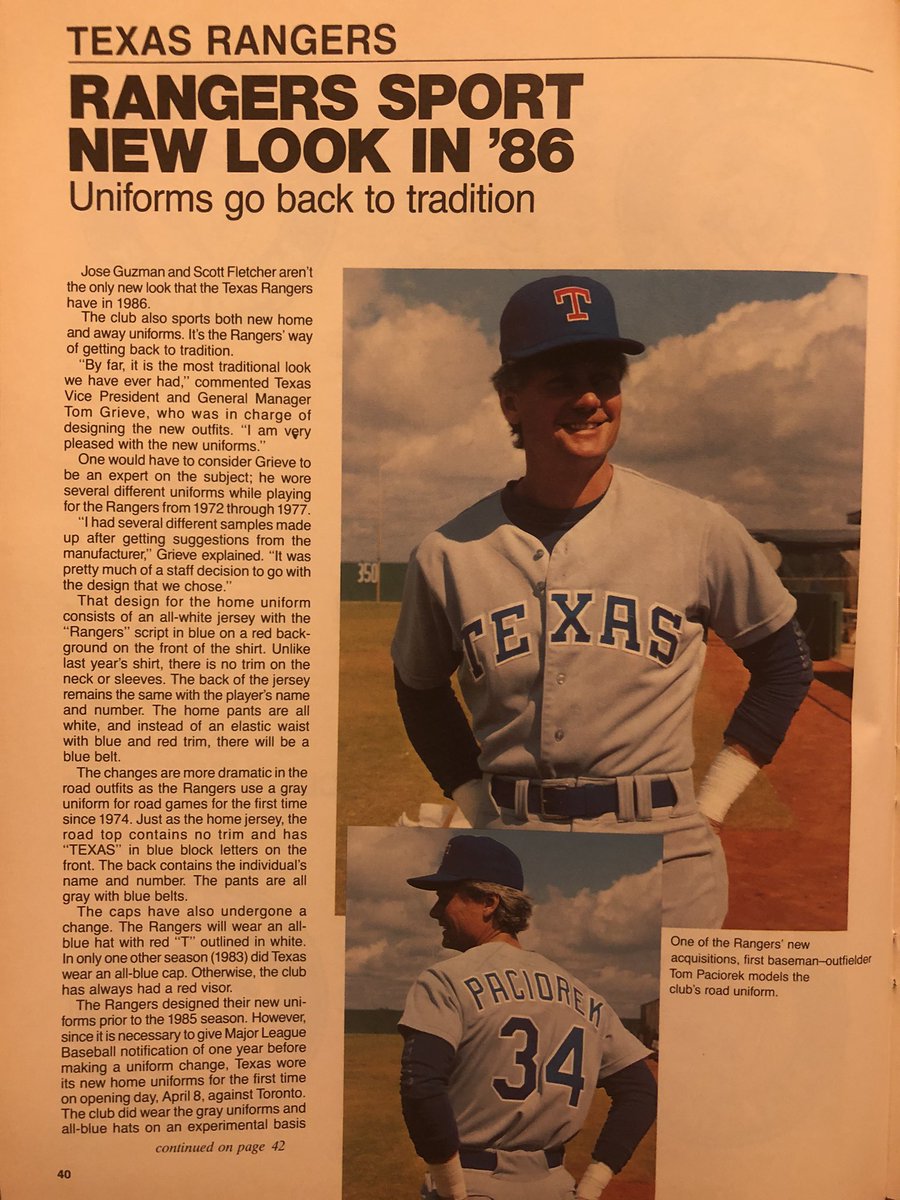 TEXAS RANGERS
RANGERS SPORT
NEW LOOK IN ’86
Uniforms go back to tradition
Jose Guzman and Scott Fletcher aren’t
the only new look that the Texas Rangers
have in 1986.
The club also sports both new home
and away uniforms. It’s the Rangers’ way
of getting back to tradition.
“By far, it is the most traditional look
we have ever had,” commented Texas
Vice President and General Manager
Tom Grieve, who was in charge of
designing the new outfits. “I am very
pleased with the new uniforms.”
One would have to consider Grieve to
be an expert on the subject; he wore
several different uniforms while playing
for the Rangers from 1972 through 1977.
“I had several different samples made
up after getting suggestions from the
manufacturer,” Grieve explained. “It was
pretty much of a staff decision to go with
the design that we chose.”
That design for the home uniform
consists of an all-white jersey with the
“Rangers” script in blue on a red back-
ground on the front of the shirt. Unlike
last year’s shirt, there is no trim on the
neck or sleeves. The back of the jersey
remains the same with the player’s name
and number. The home pants are all
white, and instead of an elastic waist
with blue and red trim, there will be a
blue belt.
The changes are more dramatic in the
road outfits as the Rangers use a gray
uniform for road games for the first time
since 1974. Just as the home jersey, the
road top contains no trim and has
“TEXAS” in blue block letters on the
front. The back contains the individual’s
name and number. The pants are all
gray with blue belts.
The caps have also undergone a
change. The Rangers will wear an all-
blue hat with red “T” outlined in white.
In only one other season (1983) did Texas
wear an all-blue cap. Otherwise, the club
has always had a red visor.
The Rangers designed their new uni-
forms prior to the 1985 season. However,
since it is necessary to give Major League
Baseball notification of one year before
making a uniform change, Texas wore
its new home uniforms for the first time
on opening day, April 8, against Toronto.
The club did wear the gray uniforms and
all-blue hats on an experimental basis
continued on page 42
40
T
350
TEXAS
PACIOREK
34
One of the Rangers’ new
acquisitions, first baseman–outfielder
Tom Paciorek models the
club’s road uniform.